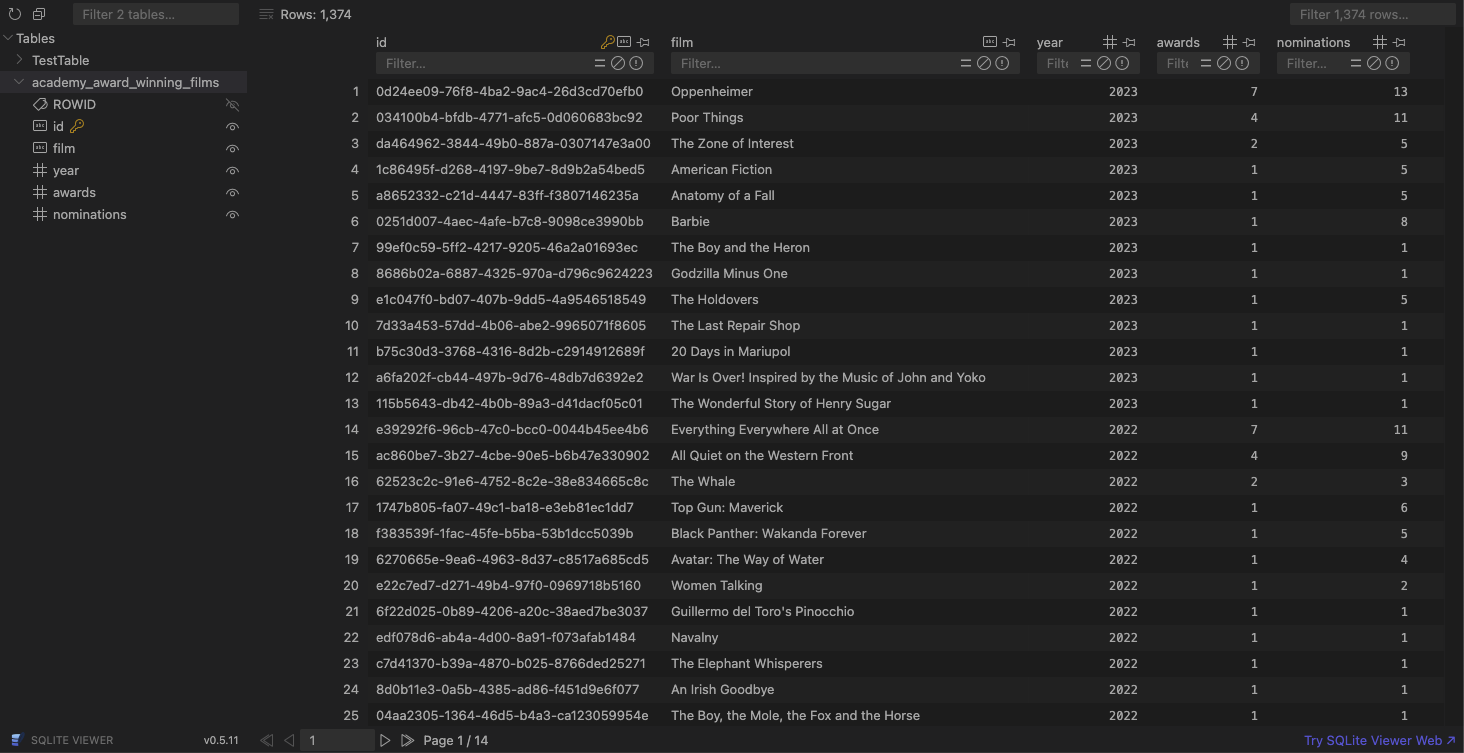 Filter 2 tables... Rows: 1,374 Filter 1,374 rows...
Tables
TestTable
academy_award_winning_films
ROWID
id
film
year
awards
nominations
id film year awards nominations
Filter... Filter... Filte Filte Filter...
1 0d24ee09-76f8-4ba2-9ac4-26d3cd70efb0 Oppenheimer 2023 7 13
2 034100b4-bfdb-4771-afc5-0d060683bc92 Poor Things 2023 4 11
3 da464962-3844-49b0-887a-0307147e3a00 The Zone of Interest 2023 2 5
4 1c86495f-d268-4197-9be7-8d9b2a54bed5 American Fiction 2023 1 5
5 a8652332-c21d-4447-83ff-f3807146235a Anatomy of a Fall 2023 1 5
6 0251d007-4aec-4afe-b7c8-9098ce3990bb Barbie 2023 1 8
7 99ef0c59-5ff2-4217-9205-46a2a01693ec The Boy and the Heron 2023 1 1
8 8686b02a-6887-4325-970a-d796c9624223 Godzilla Minus One 2023 1 1
9 e1c047f0-bd07-407b-9dd5-4a9546518549 The Holdovers 2023 1 5
10 7d33a453-57dd-4b06-abe2-9965071f8605 The Last Repair Shop 2023 1 1
11 b75c30d3-3768-4316-8d2b-c2914912689f 20 Days in Mariupol 2023 1 1
12 a6fa202f-cb44-497b-9d76-48db7d6392e2 War Is Over! Inspired by the Music of John and Yoko 2023 1 1
13 115b5643-db42-4b0b-89a3-d41dacf05c01 The Wonderful Story of Henry Sugar 2023 1 1
14 e39292f6-96cb-47c0-bcc0-0044b45ee4b6 Everything Everywhere All at Once 2022 7 11
15 ac860be7-3b27-4cbe-90e5-b6b47e330902 All Quiet on the Western Front 2022 4 9
16 62523c2c-91e6-4752-8c2e-38e834665c8c The Whale 2022 2 3
17 1747b805-fa07-49c1-ba18-e3eb81ec1dd7 Top Gun: Maverick 2022 1 6
18 f383539f-1fac-45fe-b5ba-53b1dcc5039b Black Panther: Wakanda Forever 2022 1 5
19 6270665e-9ea6-4963-8d37-c8517a685cd5 Avatar: The Way of Water 2022 1 4
20 e22c7ed7-d271-49b4-97f0-0969718b5160 Women Talking 2022 1 2
21 6f22d025-0b89-4206-a20c-38aed7be3037 Guillermo del Toro's Pinocchio 2022 1 1
22 edf078d6-ab4a-4d00-8a91-f073afab1484 Navalny 2022 1 1
23 c7d41370-b39a-4870-b025-8766ded25271 The Elephant Whisperers 2022 1 1
24 8d0b11e3-0a5b-4385-ad86-f451d9e6f077 An Irish Goodbye 2022 1 1
25 04aa2305-1364-46d5-b4a3-ca123059954e The Boy, the Mole, the Fox and the Horse 2022 1 1
SQLITE VIEWER v0.5.11 1 Page 1 / 14 Try SQLite Viewer Web ↗